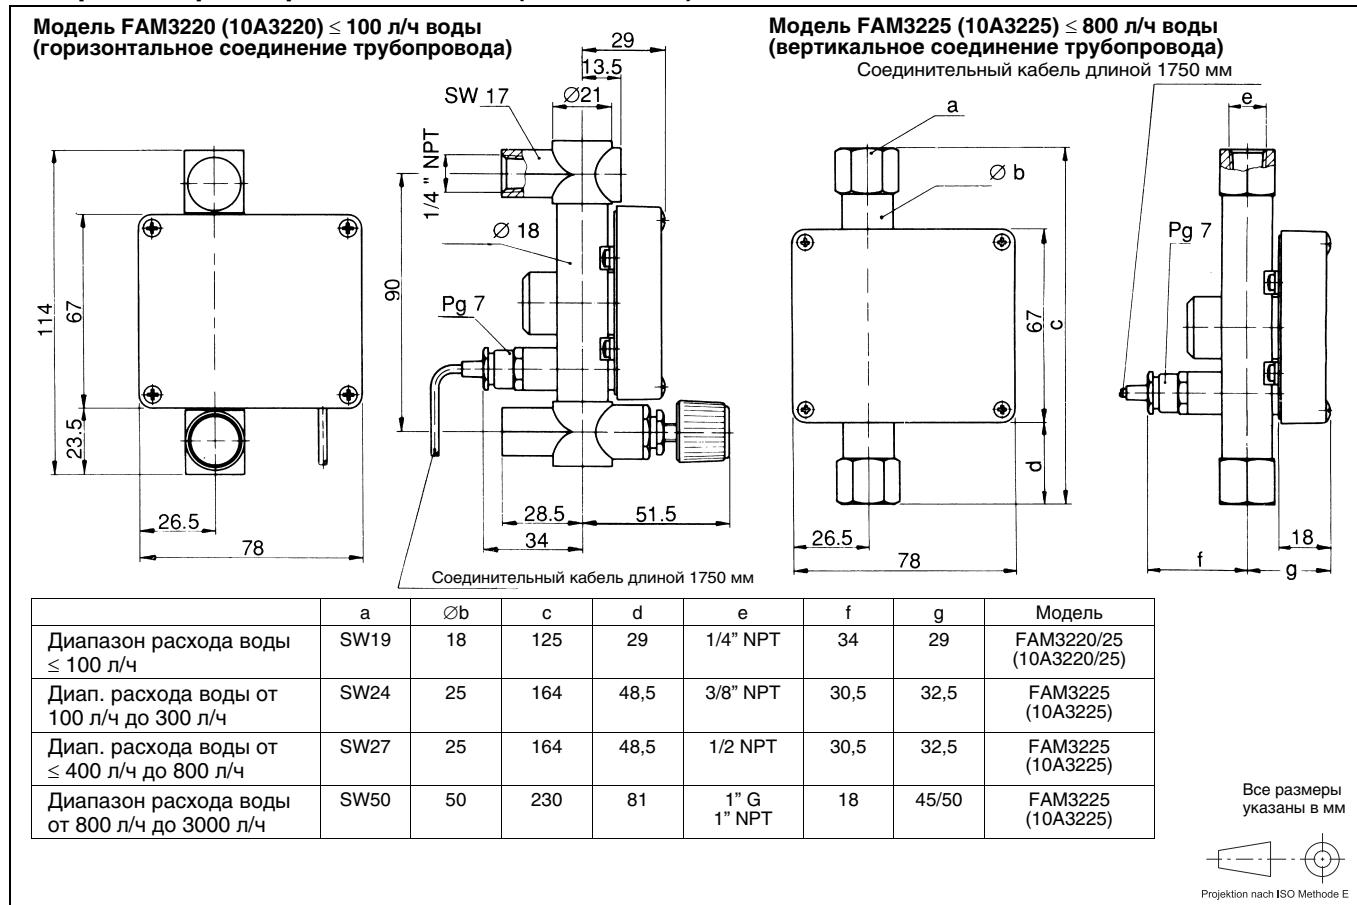 Модель FAM3220 (10A3220) ≤ 100 л/ч воды
(горизонтальное соединение трубопровода)
29
13.5
SW 17
∅21
1/4 " NPT
∅ 18
90
Pg 7
114
67
23.5
26.5
78
28.5
51.5
34
Соединительный кабель длиной 1750 мм
Модель FAM3225 (10A3225) ≤ 800 л/ч воды
(вертикальное соединение трубопровода)
Соединительный кабель длиной 1750 мм
a
e
∅ b
Pg 7
67
c
d
26.5
78
18
f
g
a ∅b c d e f g Модель
Диапазон расхода воды SW19 18 125 29 1/4” NPT 34 29 FAM3220/25
≤ 100 л/ч (10A3220/25)
Диап. расхода воды от SW24 25 164 48,5 3/8” NPT 30,5 32,5 FAM3225
100 л/ч до 300 л/ч (10A3225)
Диап. расхода воды от SW27 25 164 48,5 1/2 NPT 30,5 32,5 FAM3225
≤ 400 л/ч до 800 л/ч (10A3225)
Диапазон расхода воды SW50 50 230 81 1” G 18 45/50 FAM3225
от 800 л/ч до 3000 л/ч 1” NPT (10A3225)
Все размеры
указаны в мм
Projektion nach ISO Methode E